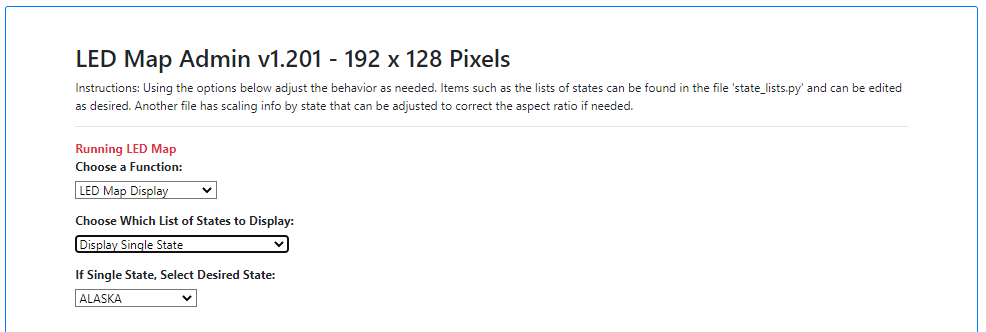 LED Map Admin v1.201 - 192 x 128 Pixels
Instructions: Using the options below adjust the behavior as needed. Items such as the lists of states can be found in the file 'state_lists.py' and can be edited
as desired. Another file has scaling info by state that can be adjusted to correct the aspect ratio if needed.
Running LED Map
Choose a Function:
LED Map Display
Choose Which List of States to Display:
Display Single State
If Single State, Select Desired State:
ALASKA